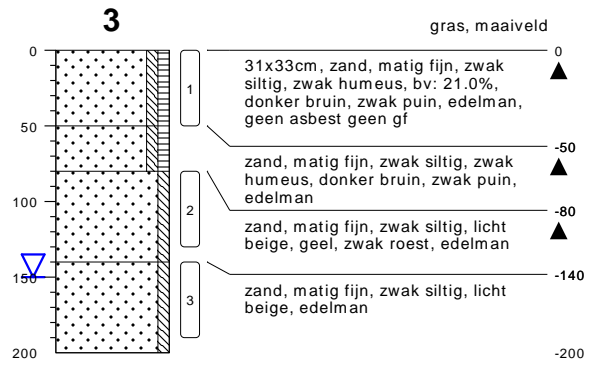 3
gras, maaiveld
0
50
100
150
200
1
2
3
0
31x33cm, zand, matig fijn, zwak
siltig, zwak humeus, bv: 21.0%,
donker bruin, zwak puin, edelman,
geen asbest geen gf
-50
zand, matig fijn, zwak siltig, zwak
humeus, donker bruin, zwak puin,
edelman
-80
zand, matig fijn, zwak siltig, licht
beige, geel, zwak roest, edelman
-140
zand, matig fijn, zwak siltig, licht
beige, edelman
-200